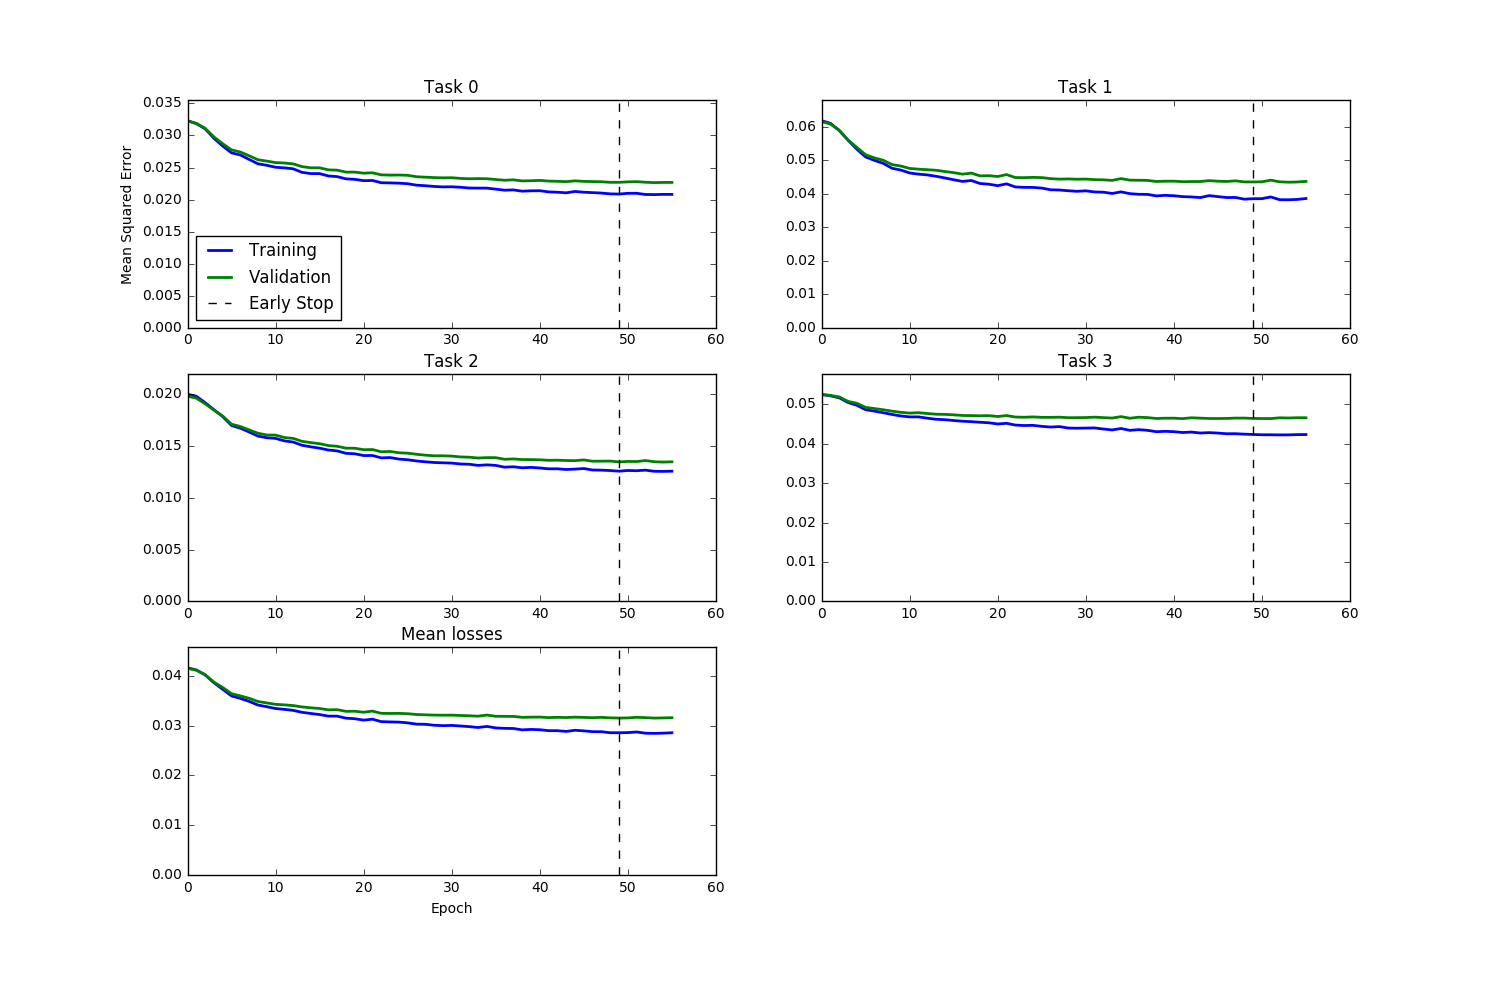 Task 0
0.035
0.030
0.025
0.020
0.015
0.010
0.005
0.000
Mean Squared Error
Training
Validation
Early Stop
0 10 20 30 40 50 60
Task 1
0.06
0.05
0.04
0.03
0.02
0.01
0.00
0 10 20 30 40 50 60
Task 2
0.020
0.015
0.010
0.005
0.000
0 10 20 30 40 50 60
Task 3
0.05
0.04
0.03
0.02
0.01
0.00
0 10 20 30 40 50 60
Mean losses
0.04
0.03
0.02
0.01
0.00
0 10 20 30 40 50 60
Epoch